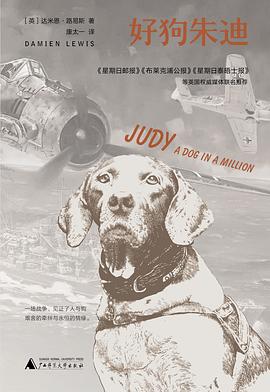 [英] 达米恩·路易斯 著
康太一 译
DAMIEN LEWIS
好狗朱迪
《星期日邮报》《布莱克浦公报》《星期日泰晤士报》
等英国权威媒体联名推荐
JUDY
A DOG IN A MILLION
一场战争，见证了人与狗
难舍的牵绊与永恒的情缘。
广西师范大学出版社